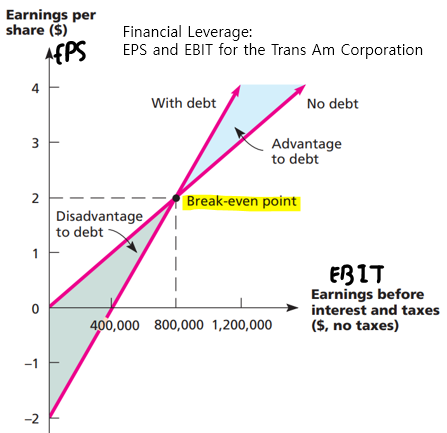 Earnings per
share ($)
EPS
Financial Leverage:
EPS and EBIT for the Trans Am Corporation
4
With debt
No debt
3
Advantage
to debt
2
Break-even point
Disadvantage
to debt
1
EBIT
Earnings before
interest and taxes
($, no taxes)
0
400,000 800,000 1,200,000
–1
–2